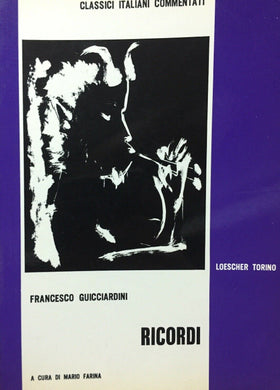 CLASSICI ITALIANI COMMENTATI
LOESCHER TORINO
FRANCESCO GUICCIARDINI
RICORDI
A CURA DI MARIO FARINA